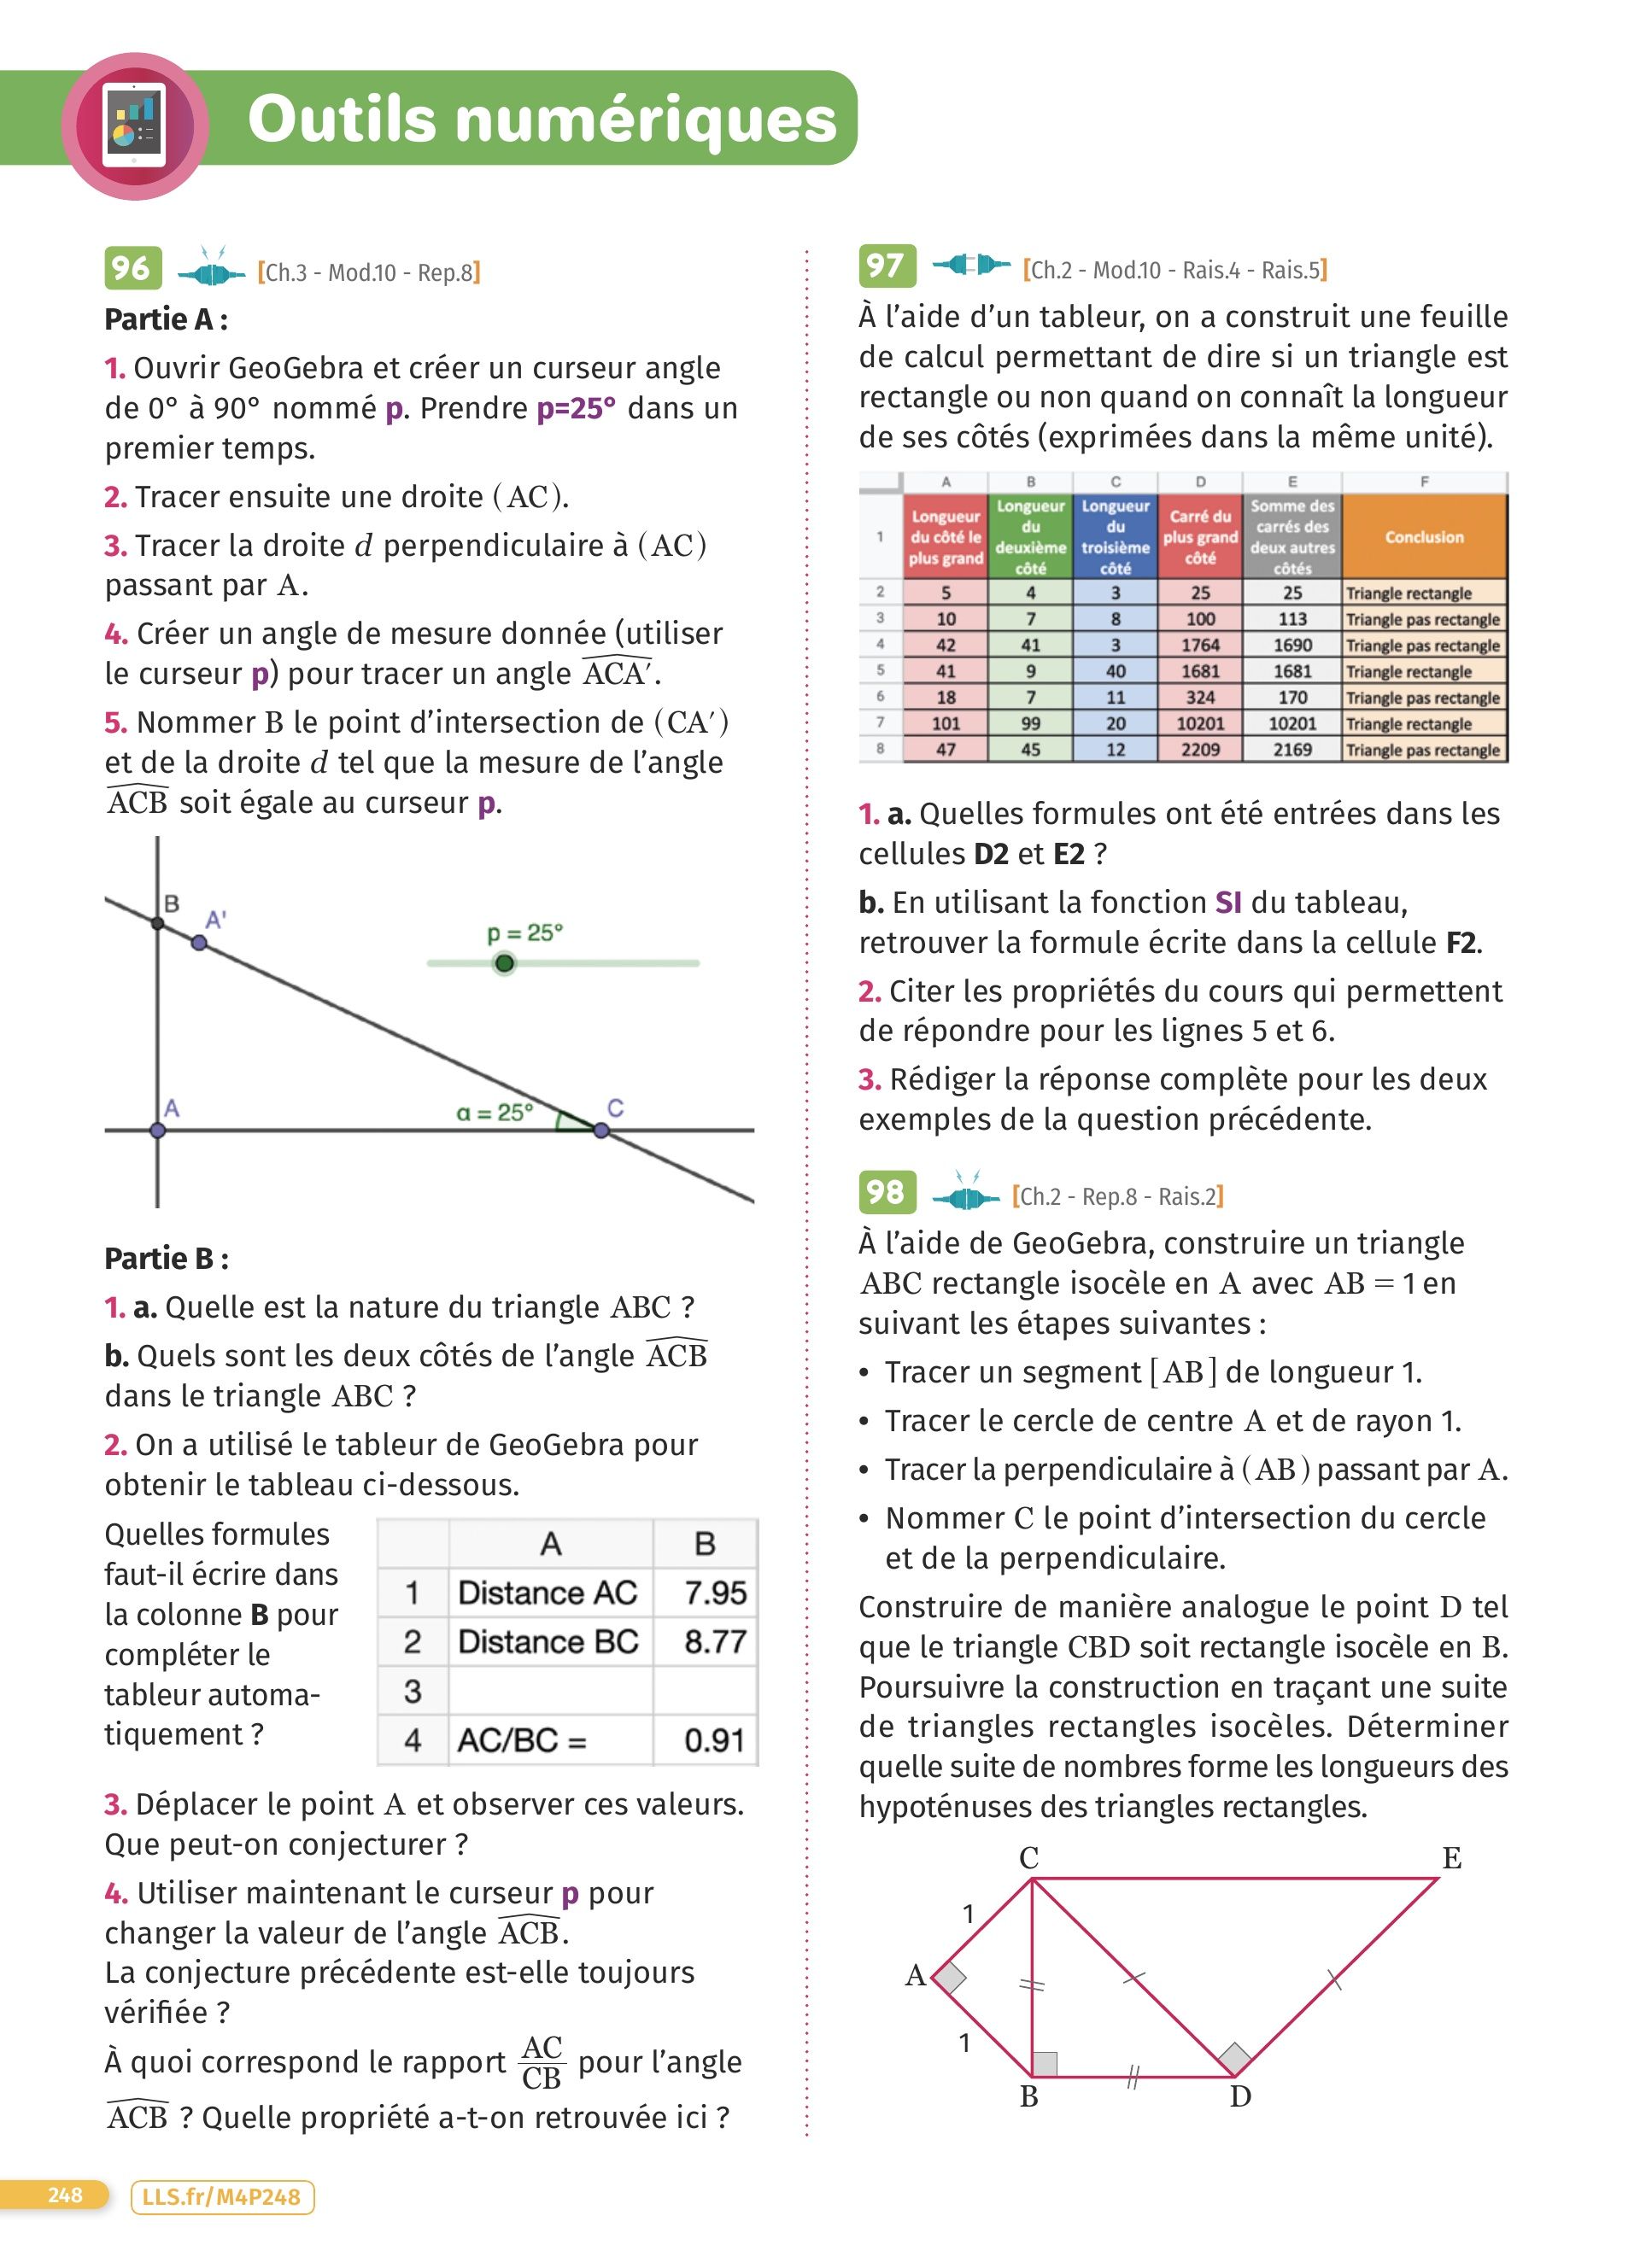 Outils numériques
96 [Ch.3 - Mod.10 - Rep.8]
Partie A :
1. Ouvrir GeoGebra et créer un curseur angle
de 0° à 90° nommé p. Prendre p=25° dans un
premier temps.
2. Tracer ensuite une droite (AC).
3. Tracer la droite d perpendiculaire à (AC)
passant par A.
4. Créer un angle de mesure donnée (utiliser
le curseur p) pour tracer un angle ACA′.
5. Nommer B le point d’intersection de (CA′)
et de la droite d tel que la mesure de l’angle
ACB soit égale au curseur p.
B
A'
p = 25°
A
α = 25°
C
Partie B :
1. a. Quelle est la nature du triangle ABC ?
b. Quels sont les deux côtés de l’angle ACB
dans le triangle ABC ?
2. On a utilisé le tableur de GeoGebra pour
obtenir le tableau ci-dessous.
Quelles formules
faut-il écrire dans
la colonne B pour
compléter le
tableur automa-
tiquement ?
A B
1 Distance AC 7.95
2 Distance BC 8.77
3
4 AC/BC = 0.91
3. Déplacer le point A et observer ces valeurs.
Que peut-on conjecturer ?
4. Utiliser maintenant le curseur p pour
changer la valeur de l’angle ACB.
La conjecture précédente est-elle toujours
vérifiée ?
À quoi correspond le rapport AC/CB pour l’angle
ACB ? Quelle propriété a-t-on retrouvée ici ?
97 [Ch.2 - Mod.10 - Rais.4 - Rais.5]
À l’aide d’un tableur, on a construit une feuille
de calcul permettant de dire si un triangle est
rectangle ou non quand on connaît la longueur
de ses côtés (exprimées dans la même unité).
A B C D E F
1 Longueur du côté le plus grand Longueur du deuxième côté Longueur du troisième côté Carré du plus grand côté Somme des carrés des deux autres côtés Conclusion
2 5 4 3 25 25 Triangle rectangle
3 10 7 8 100 113 Triangle pas rectangle
4 42 41 3 1764 1690 Triangle pas rectangle
5 41 9 40 1681 1681 Triangle rectangle
6 18 7 11 324 170 Triangle pas rectangle
7 101 99 20 10201 10201 Triangle rectangle
8 47 45 12 2209 2169 Triangle pas rectangle
1. a. Quelles formules ont été entrées dans les
cellules D2 et E2 ?
b. En utilisant la fonction SI du tableau,
retrouver la formule écrite dans la cellule F2.
2. Citer les propriétés du cours qui permettent
de répondre pour les lignes 5 et 6.
3. Rédiger la réponse complète pour les deux
exemples de la question précédente.
98 [Ch.2 - Rep.8 - Rais.2]
À l’aide de GeoGebra, construire un triangle
ABC rectangle isocèle en A avec AB = 1 en
suivant les étapes suivantes :
• Tracer un segment [AB] de longueur 1.
• Tracer le cercle de centre A et de rayon 1.
• Tracer la perpendiculaire à (AB) passant par A.
• Nommer C le point d’intersection du cercle
et de la perpendiculaire.
Construire de manière analogue le point D tel
que le triangle CBD soit rectangle isocèle en B.
Poursuivre la construction en traçant une suite
de triangles rectangles isocèles. Déterminer
quelle suite de nombres forme les longueurs des
hypoténuses des triangles rectangles.
C E
1
A
1
B D
248 LLS.fr/M4P248